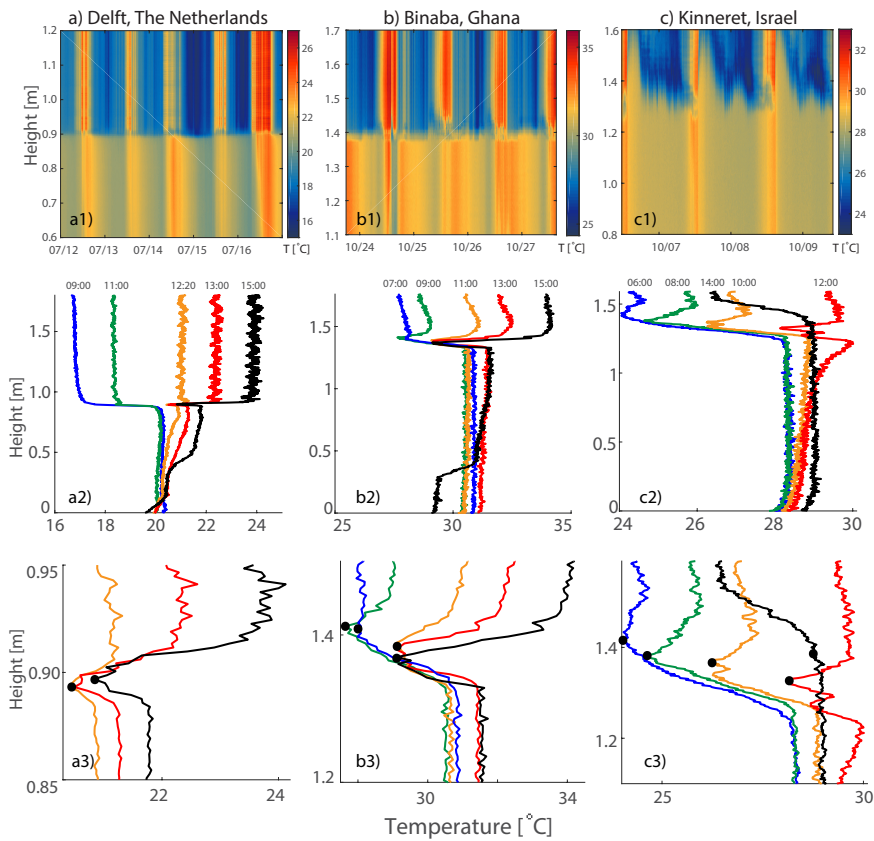 a) Delft, The Netherlands
b) Binaba, Ghana
c) Kinneret, Israel
Height [m]
1.2
1.1
1.0
0.9
0.8
0.7
0.6
a1)
07/12 07/13 07/14 07/15 07/16
26
24
22
20
18
16
T [°C]
1.7
1.6
1.5
1.4
1.3
1.2
1.1
b1)
10/24 10/25 10/26 10/27
35
30
25
T [°C]
1.6
1.4
1.2
1.0
0.8
c1)
10/07 10/08 10/09
32
30
28
26
24
T [°C]
Height [m]
09:00 11:00 12:20 13:00 15:00
1.5
1.0
0.5
0
a2)
16 18 20 22 24
07:00 09:00 11:00 12:00 15:00
1.5
1
0.5
0
b2)
25 30 35
06:00 08:00 14:00 10:00 12:00
1.5
1
0.5
0
c2)
24 26 28 30
Height [m]
0.95
0.90
0.85
a3)
22 24
1.4
1.2
b3)
30 34
1.4
1.2
c3)
25 30
Temperature [°C]